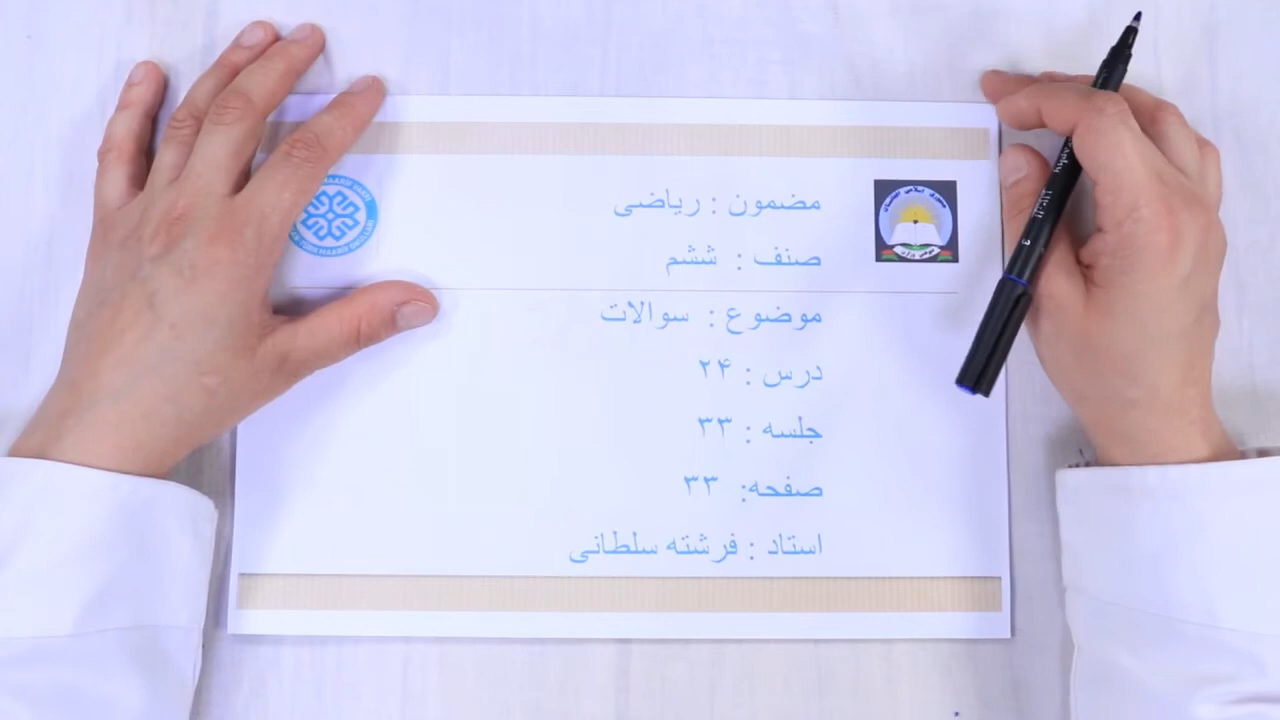 مضمون : ریاضی
صنف : ششم
موضوع : سوالات
درس : ۲۴
جلسه : ۳۳
صفحه: ۳۳
استاد : فرشته سلطانی